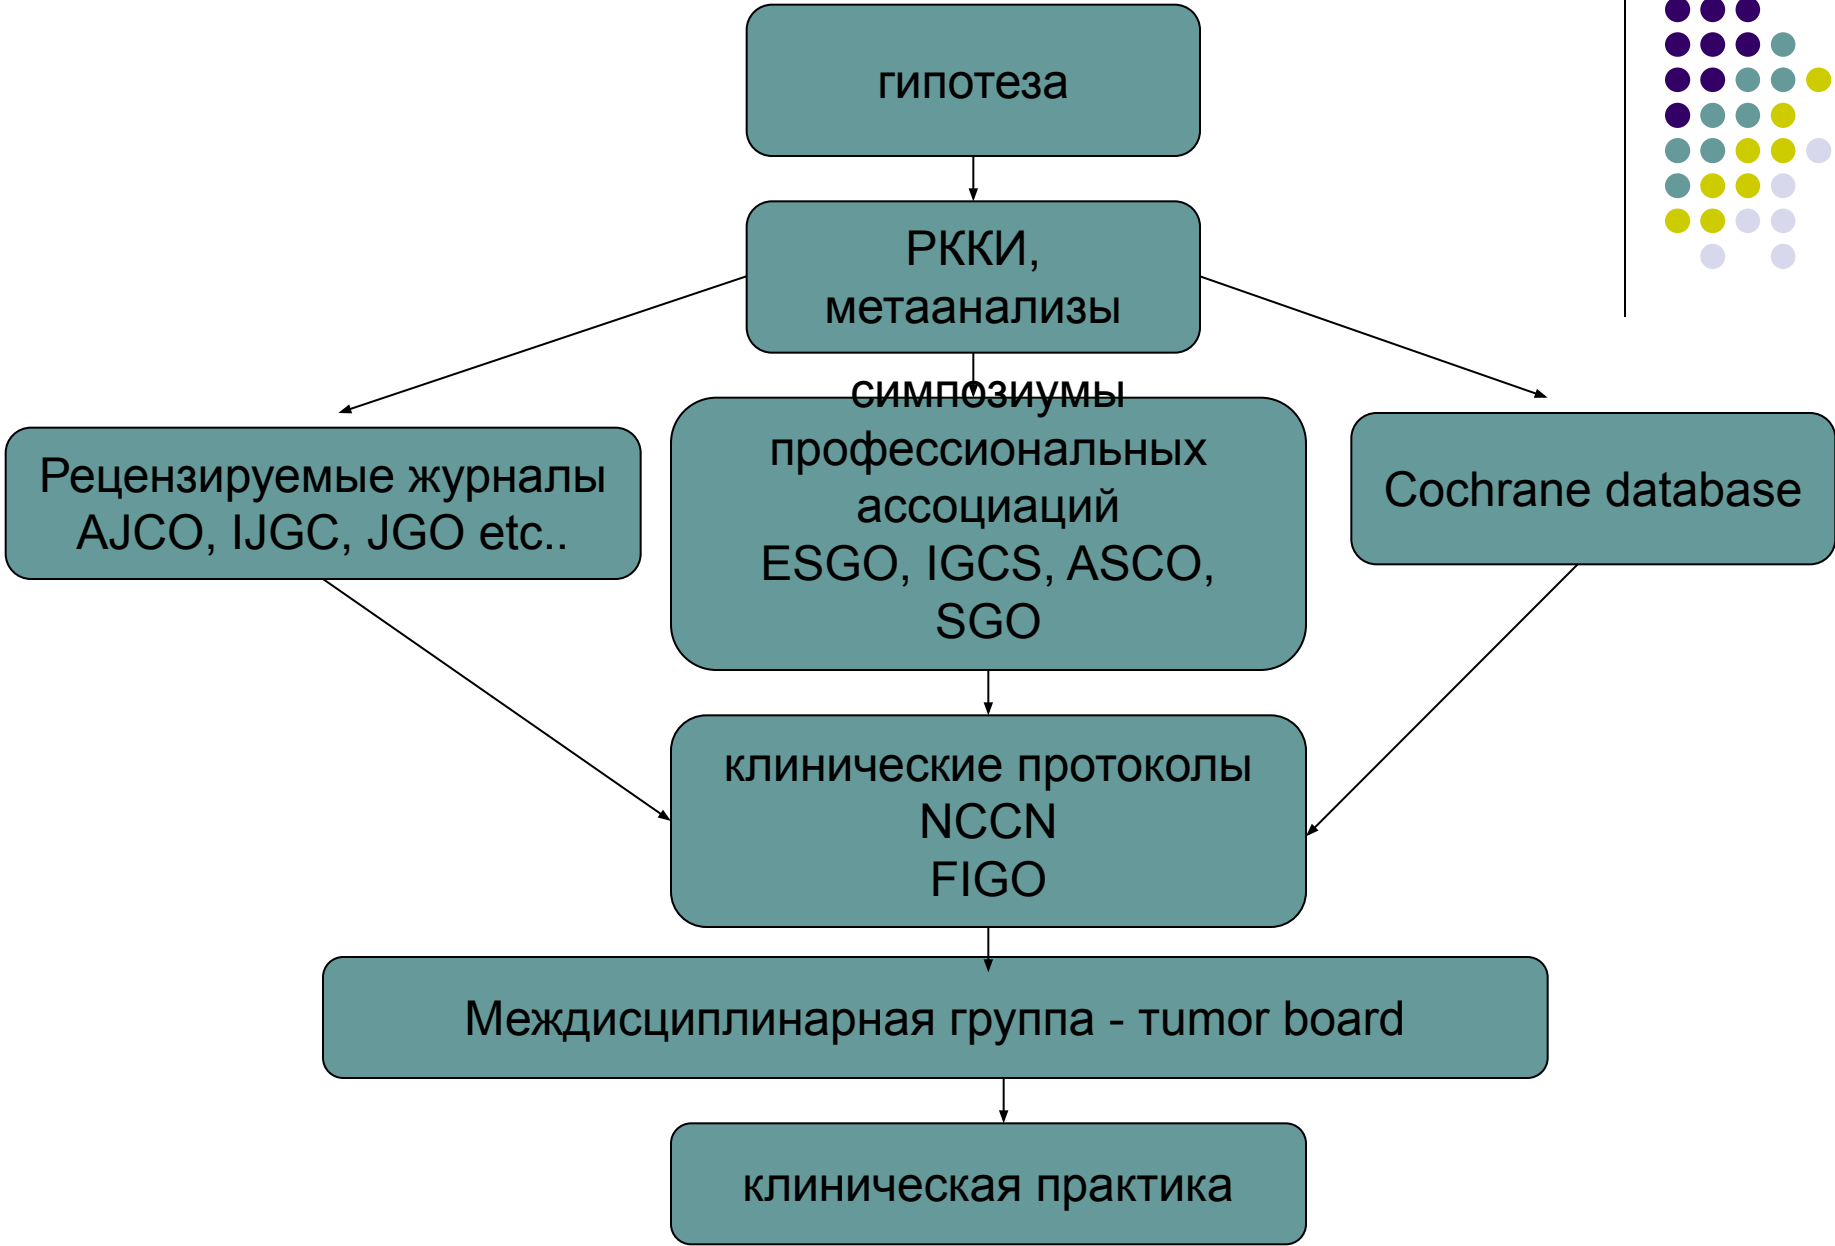 гипотеза
РККИ,
метаанализы
Рецензируемые журналы
AJCO, IJGC, JGO etc..
симпозиумы
профессиональных
ассоциаций
ESGO, IGCS, ASCO,
SGO
Cochrane database
клинические протоколы
NCCN
FIGO
Междисциплинарная группа - тumor board
клиническая практика